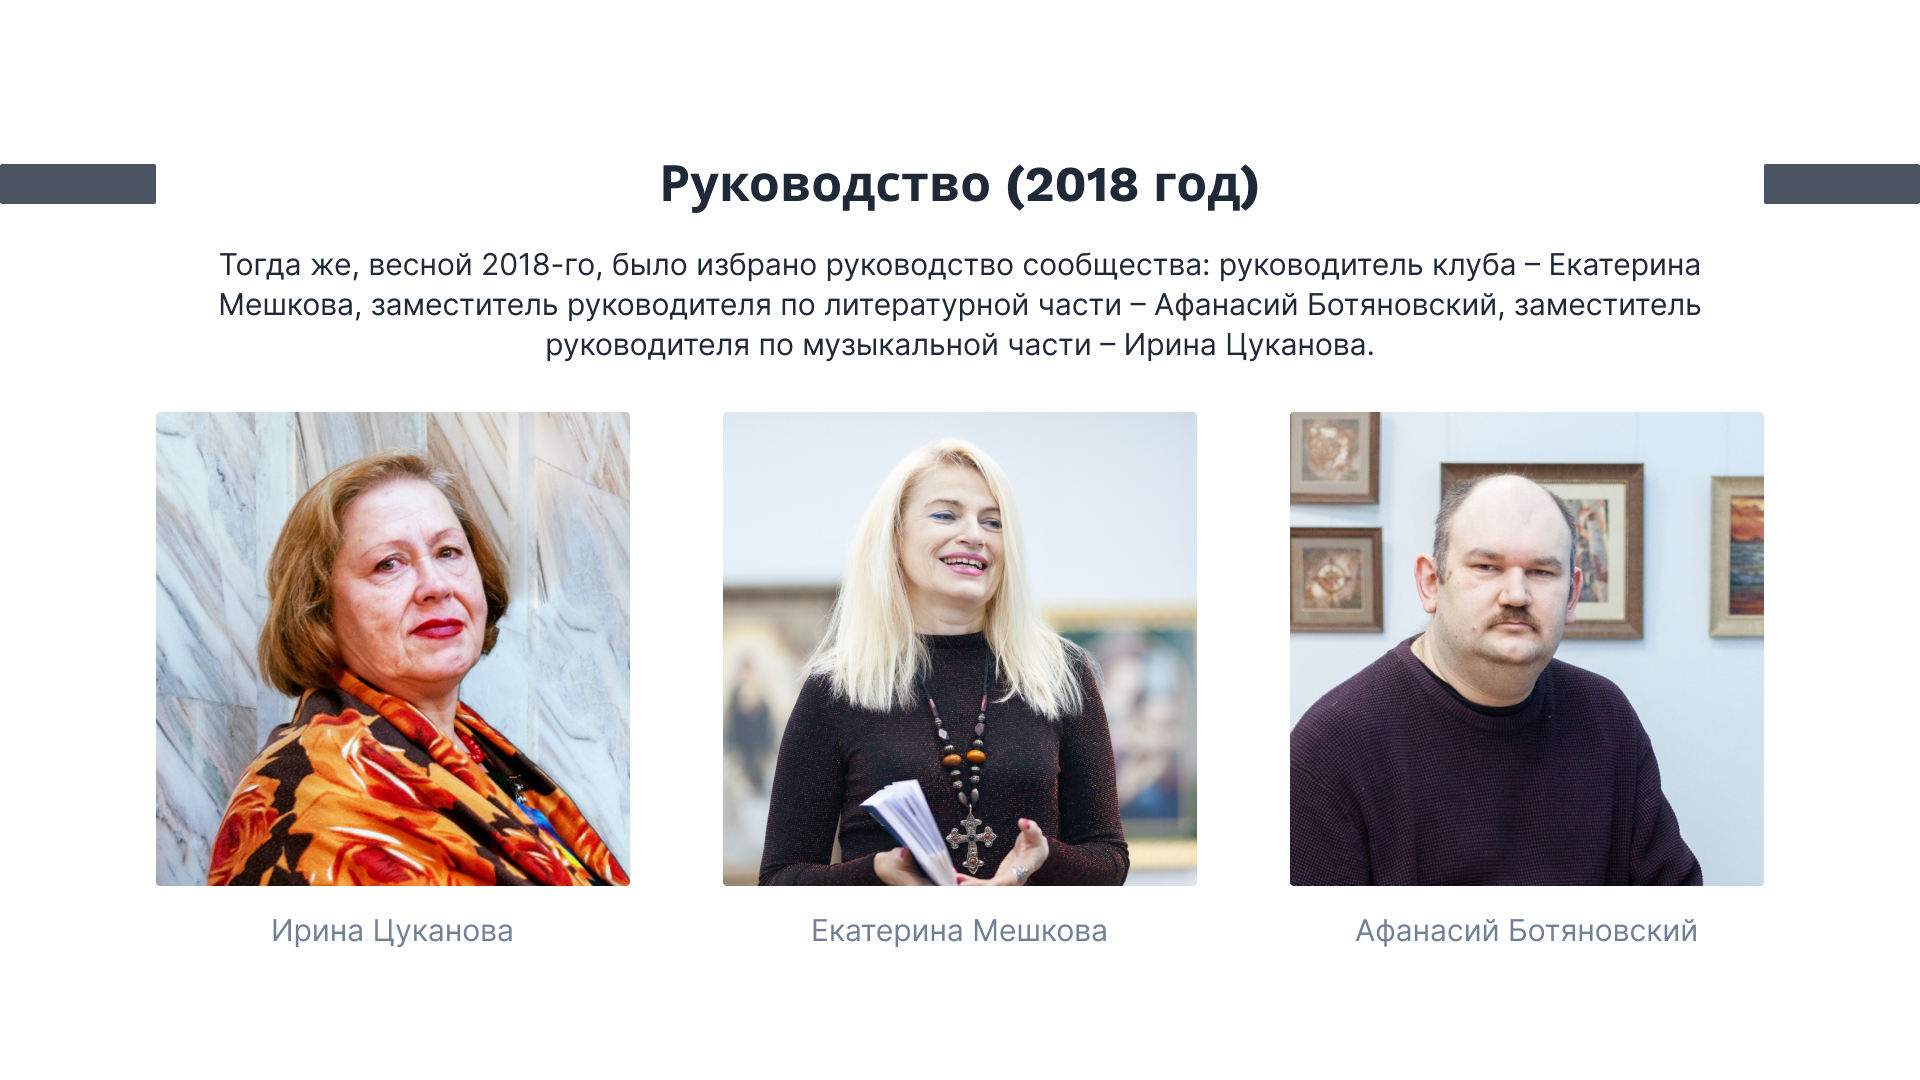 Руководство (2018 год)
Тогда же, весной 2018-го, было избрано руководство сообщества: руководитель клуба – Екатерина
Мешкова, заместитель руководителя по литературной части – Афанасий Ботяновский, заместитель
руководителя по музыкальной части – Ирина Цуканова.
Ирина Цуканова
Екатерина Мешкова
Афанасий Ботяновский